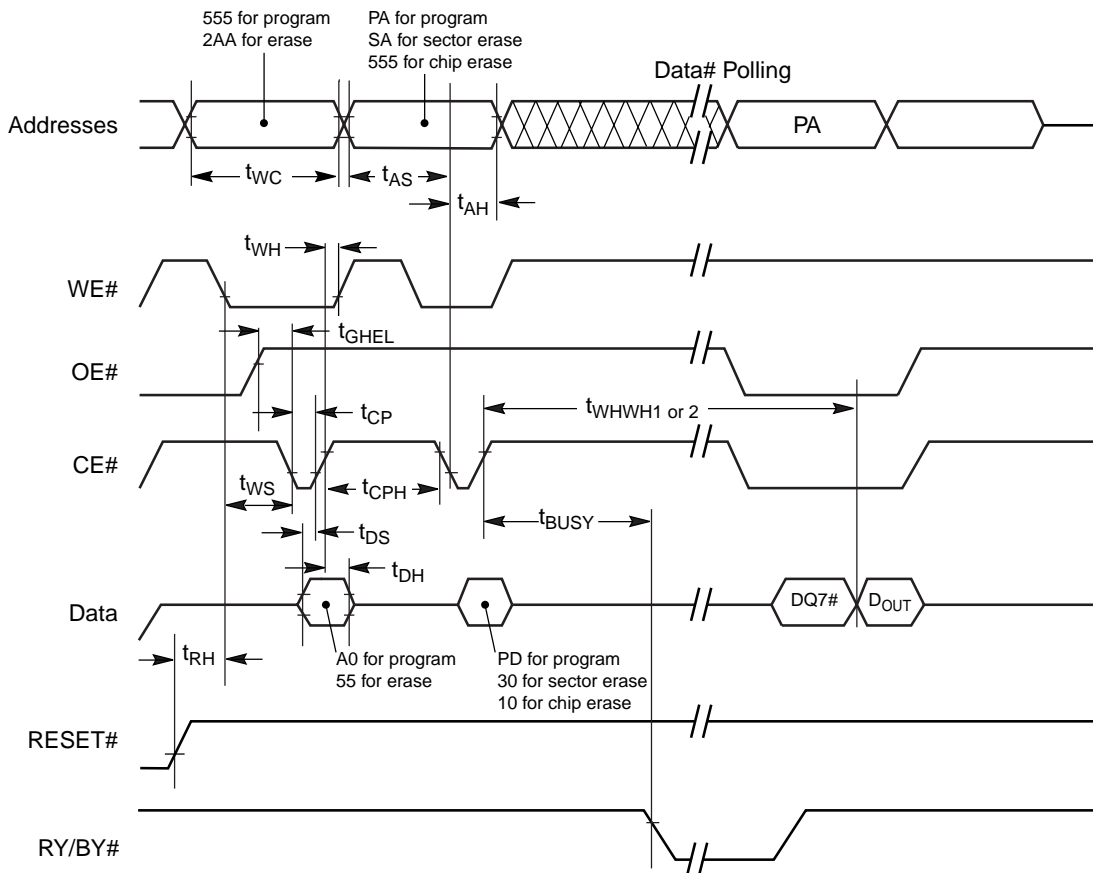 555 for program
2AA for erase
PA for program
SA for sector erase
555 for chip erase
Data# Polling
Addresses
PA
tWC
tAS
tAH
tWH
WE#
tGHEL
OE#
tWHWH1 or 2
tCP
CE#
tWS
tCPH
tBUSY
tDS
tDH
Data
DQ7#
DOUT
tRH
A0 for program
55 for erase
PD for program
30 for sector erase
10 for chip erase
RESET#
RY/BY#